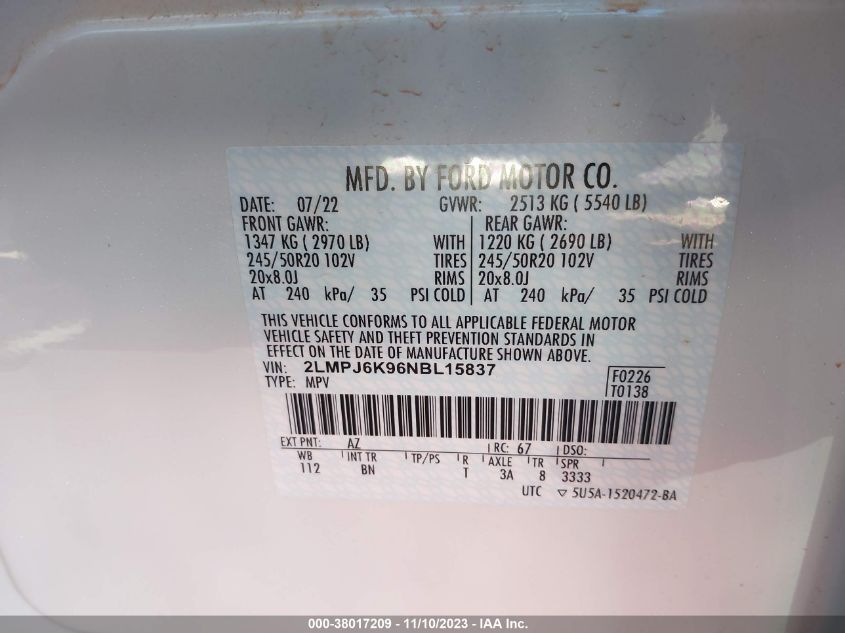 MFD. BY FORD MOTOR CO.
DATE: 07/22 GVWR: 2513 KG ( 5540 LB)
FRONT GAWR: REAR GAWR:
1347 KG ( 2970 LB) WITH 1220 KG ( 2690 LB) WITH
245/50R20 102V TIRES 245/50R20 102V TIRES
20x8.0J RIMS 20x8.0J RIMS
AT 240 kPa/ 35 PSI COLD AT 240 kPa/ 35 PSI COLD
THIS VEHICLE CONFORMS TO ALL APPLICABLE FEDERAL MOTOR
VEHICLE SAFETY AND THEFT PREVENTION STANDARDS IN
EFFECT ON THE DATE OF MANUFACTURE SHOWN ABOVE.
VIN: 2LMPJ6K96NBL15837
TYPE: MPV
F0226
T0138
EXT PNT: AZ RC: 67 DSO:
WB INT TR TP/PS R AXLE TR SPR
112 BN T 3A 8 3333
UTC ▽ 5U5A-1520472-BA
000-38017209 - 11/10/2023 - IAA Inc.